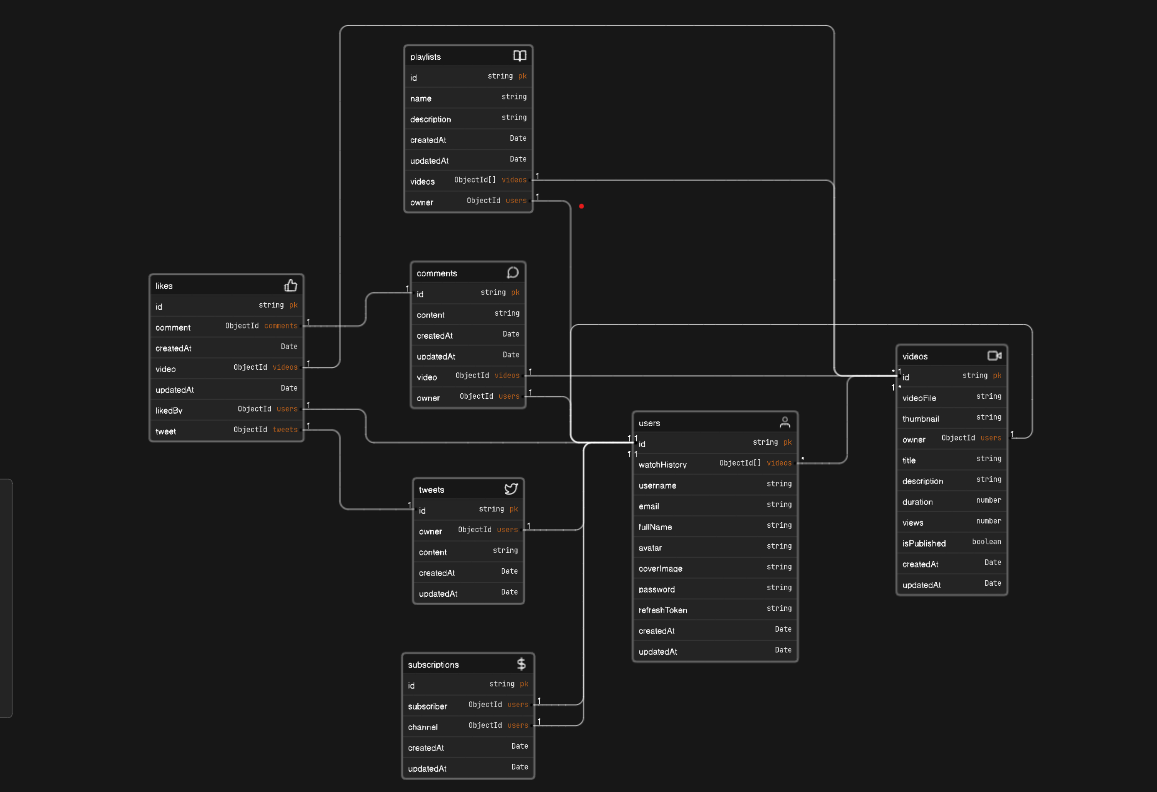 playlists
id string pk
name string
description string
createdAt Date
updatedAt Date
videos ObjectId[] videos 1
owner ObjectId users 1
comments
1 id string pk
content string
createdAt Date
updatedAt Date
video ObjectId videos 1
owner ObjectId users 1
likes
id string pk
comment ObjectId comments 1
createdAt Date
video ObjectId videos 1
updatedAt Date
likedBy ObjectId users 1
tweet ObjectId tweets 1
tweets
1 id string pk
owner ObjectId users 1
content string
createdAt Date
updatedAt Date
subscriptions
id string pk
subscriber ObjectId users 1
channel ObjectId users 1
createdAt Date
updatedAt Date
users
1 1 id string pk
1 1 watchHistory ObjectId[] videos *
username string
email string
fullName string
avatar string
coverImage string
password string
refreshToken string
createdAt Date
updatedAt Date
videos
* 1 id string pk
1 * videoFile string
thumbnail string
owner ObjectId users 1
title string
description string
duration number
views number
isPublished boolean
createdAt Date
updatedAt Date